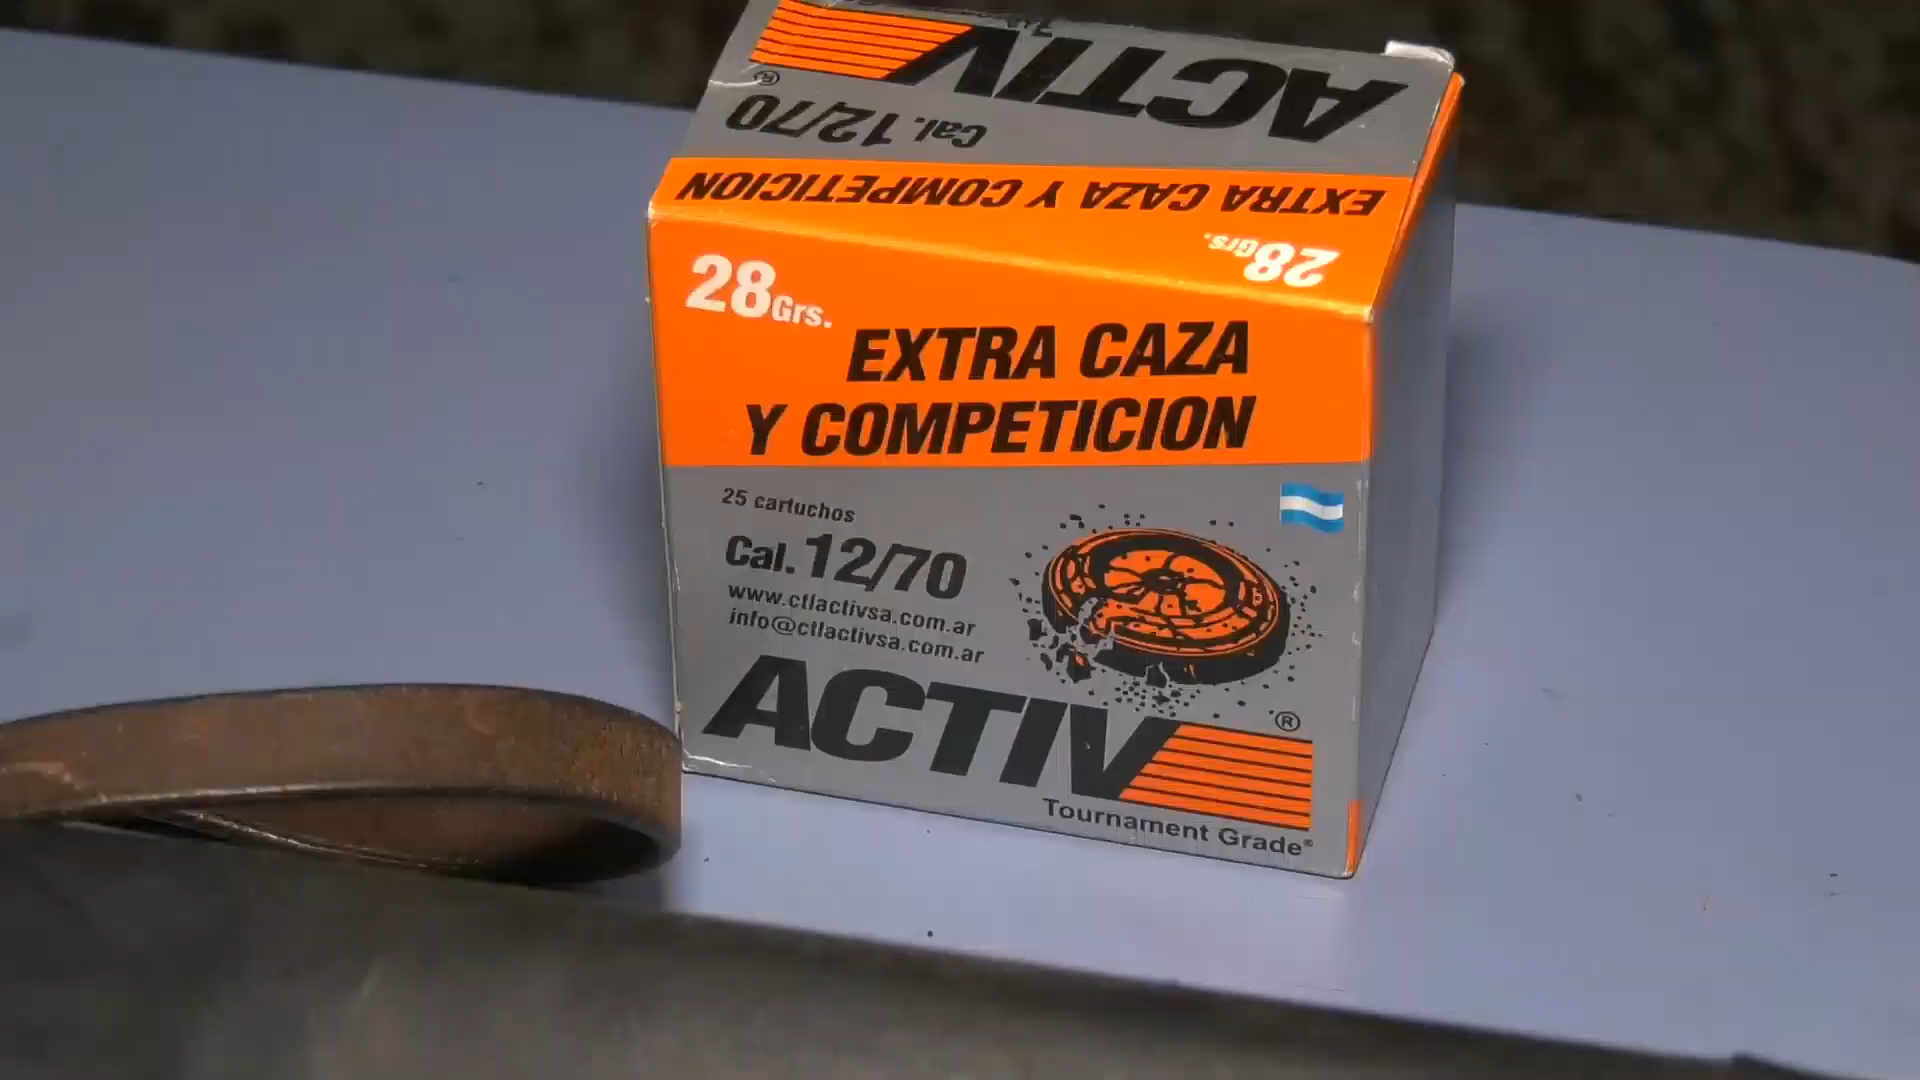 ACTIV
®
Cal. 12/70
EXTRA CAZA Y COMPETICION
28Grs.
28Grs.
EXTRA CAZA
Y COMPETICION
25 cartuchos
Cal. 12/70
www.ctlactivsa.com.ar
info@ctlactivsa.com.ar
ACTIV
®
Tournament Grade®